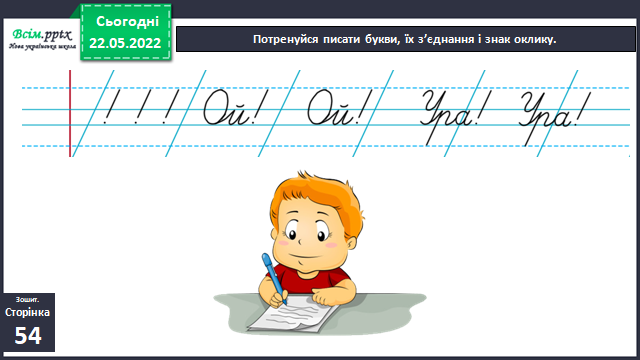 Всім.pptx
Нова українська школа
Сьогодні
22.05.2022
Потренуйся писати букви, їх з’єднання і знак оклику.
! ! ! Ой! Ой! Ура! Ура!
Зошит.
Сторінка
54